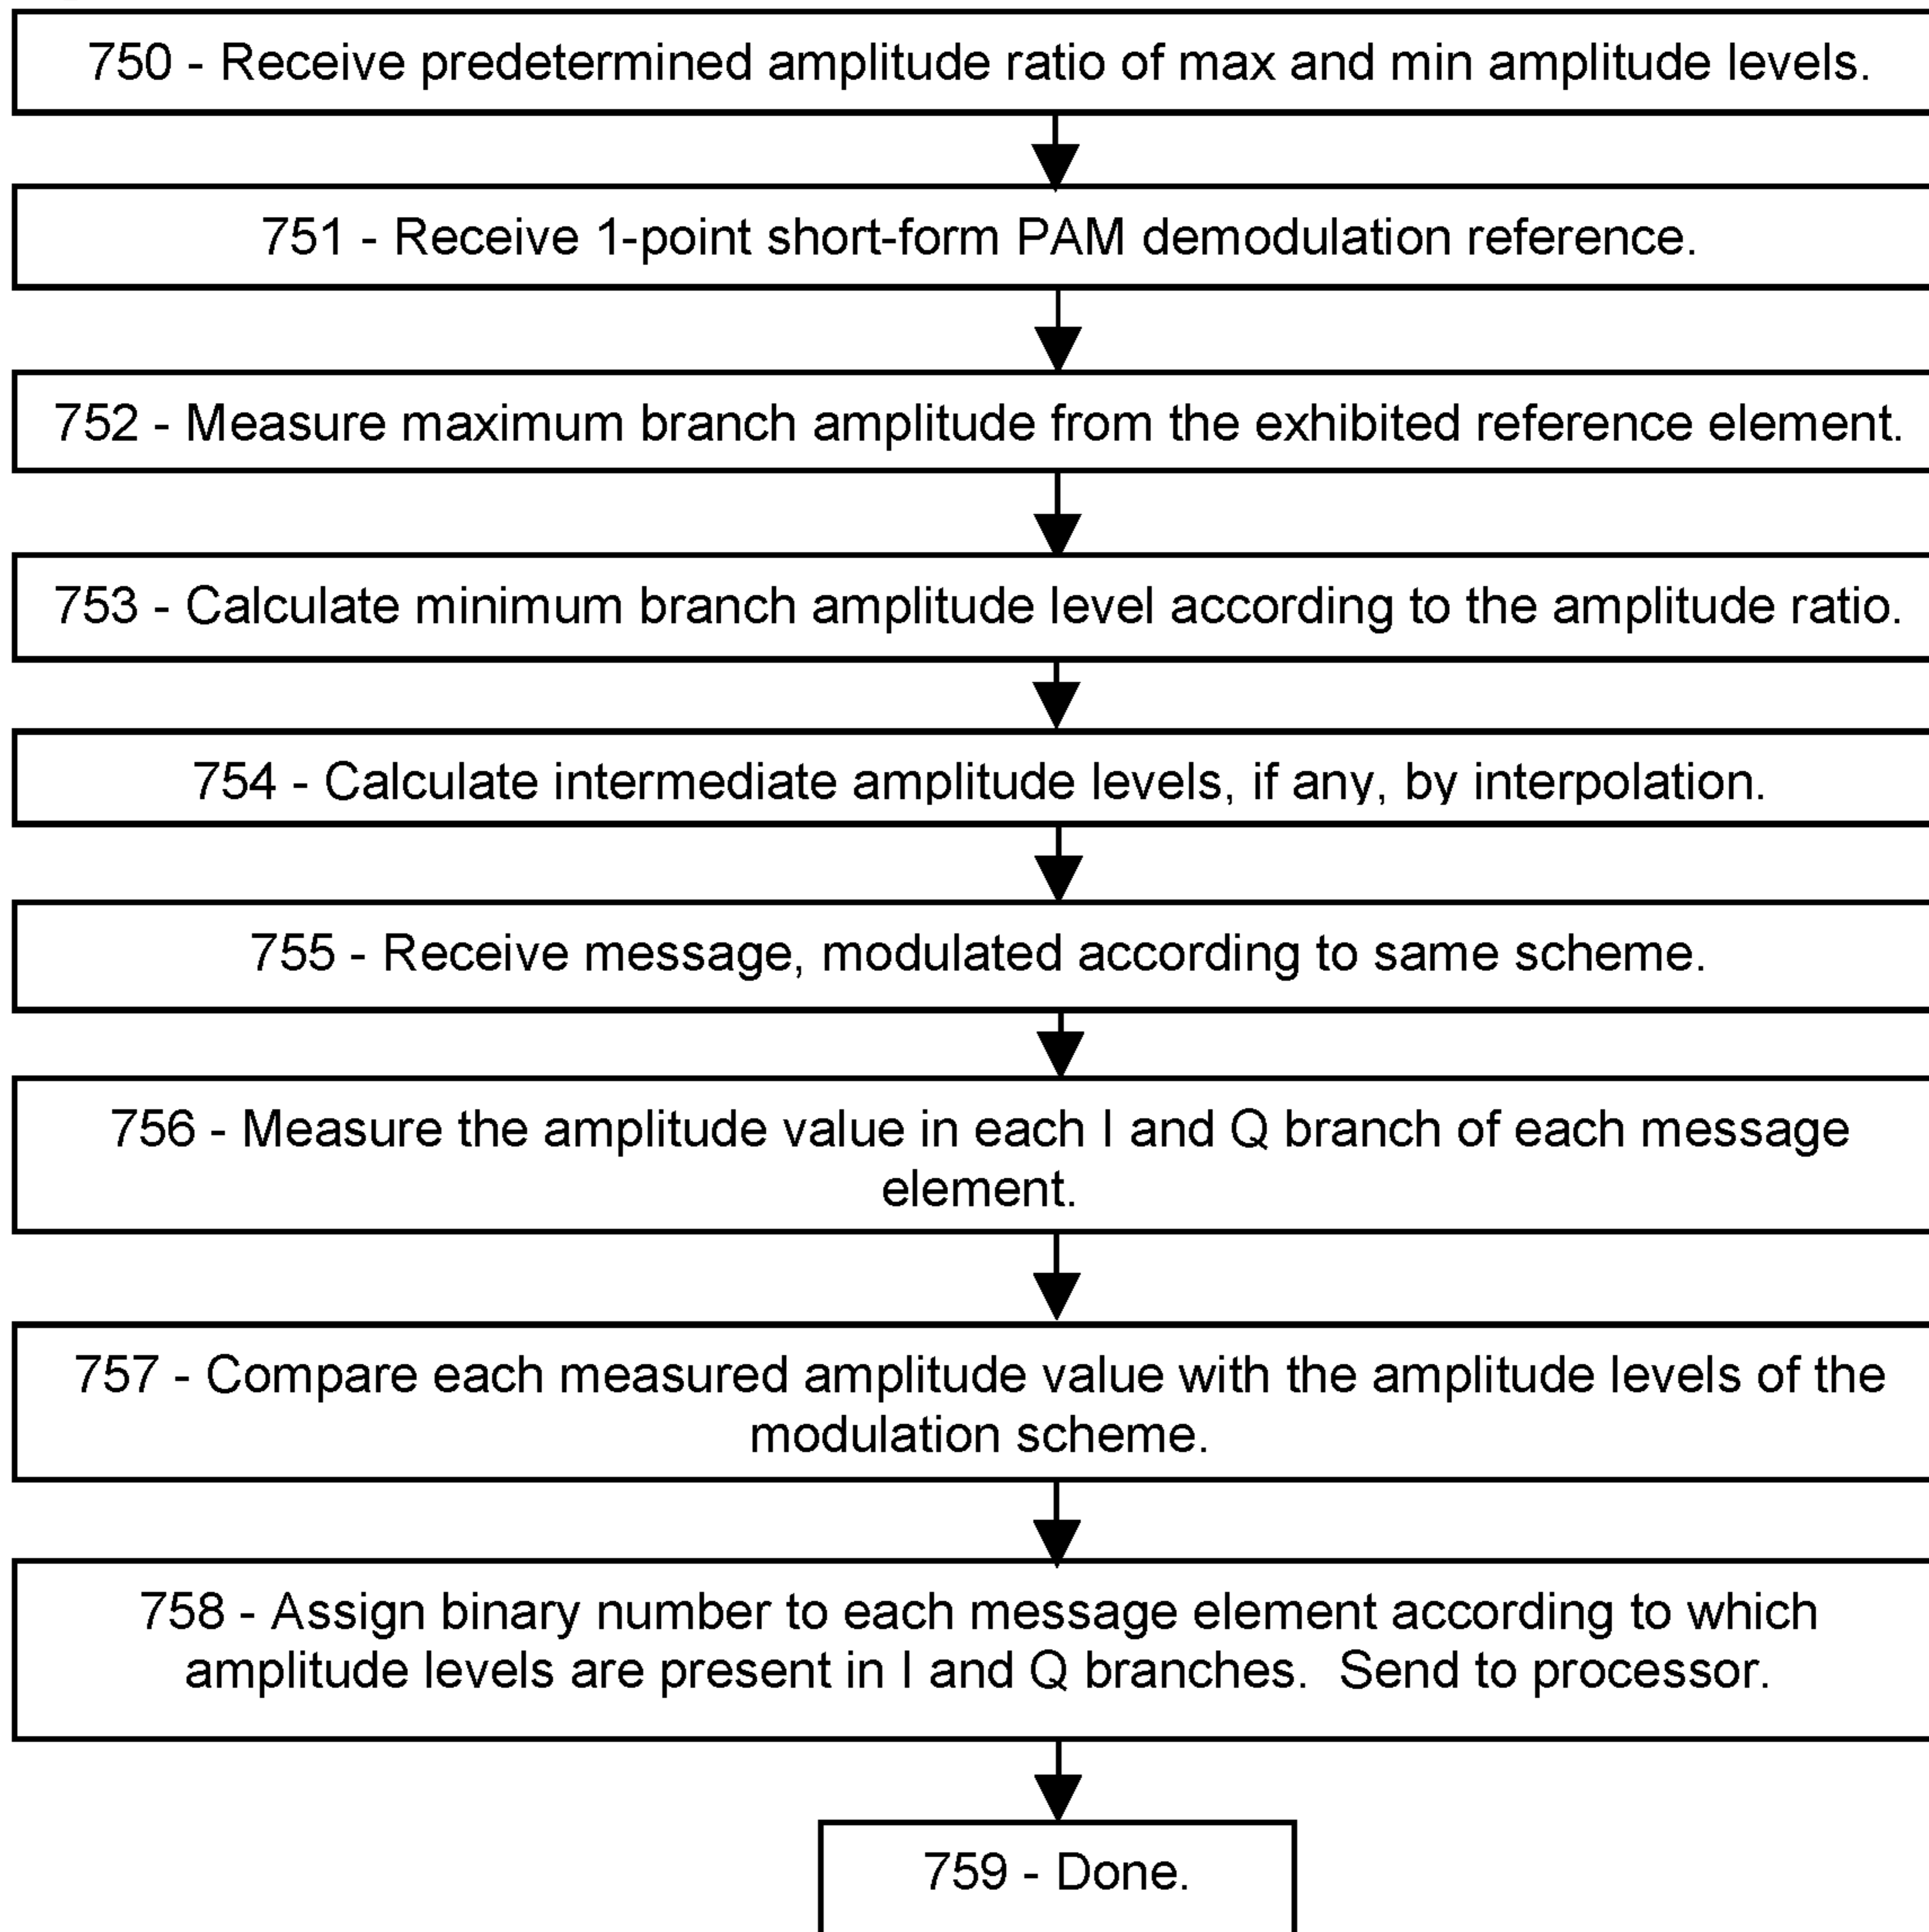 750 - Receive predetermined amplitude ratio of max and min amplitude levels.
751 - Receive 1-point short-form PAM demodulation reference.
752 - Measure maximum branch amplitude from the exhibited reference element.
753 - Calculate minimum branch amplitude level according to the amplitude ratio.
754 - Calculate intermediate amplitude levels, if any, by interpolation.
755 - Receive message, modulated according to same scheme.
756 - Measure the amplitude value in each I and Q branch of each message
element.
757 - Compare each measured amplitude value with the amplitude levels of the
modulation scheme.
758 - Assign binary number to each message element according to which
amplitude levels are present in I and Q branches.  Send to processor.
759 - Done.